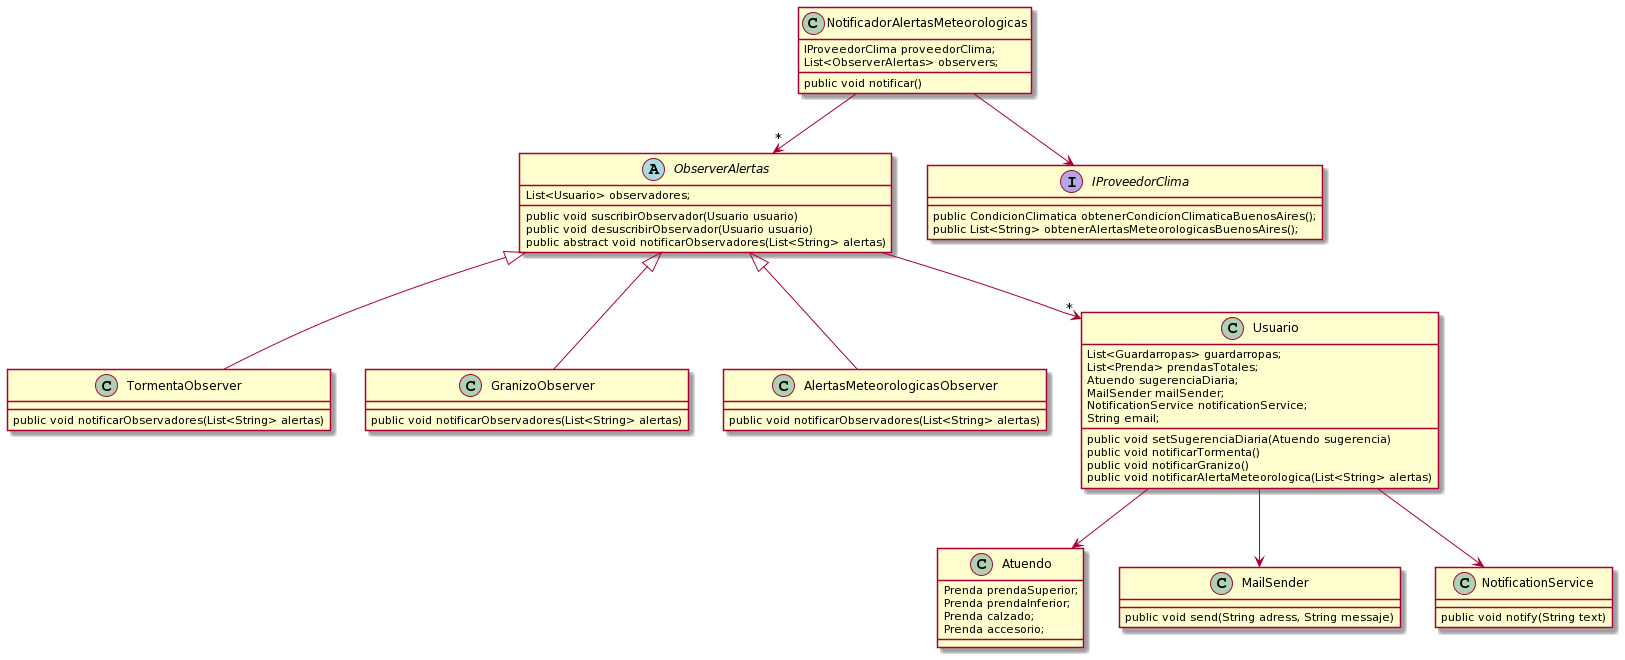 C NotificadorAlertasMeteorologicas
IProveedorClima proveedorClima;
List<ObserverAlertas> observers;
public void notificar()
*
A ObserverAlertas
List<Usuario> observadores;
public void suscribirObservador(Usuario usuario)
public void desuscribirObservador(Usuario usuario)
public abstract void notificarObservadores(List<String> alertas)
I IProveedorClima
public CondicionClimatica obtenerCondicionClimaticaBuenosAires();
public List<String> obtenerAlertasMeteorologicasBuenosAires();
*
C TormentaObserver
public void notificarObservadores(List<String> alertas)
C GranizoObserver
public void notificarObservadores(List<String> alertas)
C AlertasMeteorologicasObserver
public void notificarObservadores(List<String> alertas)
C Usuario
List<Guardarropas> guardarropas;
List<Prenda> prendasTotales;
Atuendo sugerenciaDiaria;
MailSender mailSender;
NotificationService notificationService;
String email;
public void setSugerenciaDiaria(Atuendo sugerencia)
public void notificarTormenta()
public void notificarGranizo()
public void notificarAlertaMeteorologica(List<String> alertas)
C Atuendo
Prenda prendaSuperior;
Prenda prendaInferior;
Prenda calzado;
Prenda accesorio;
C MailSender
public void send(String adress, String messaje)
C NotificationService
public void notify(String text)